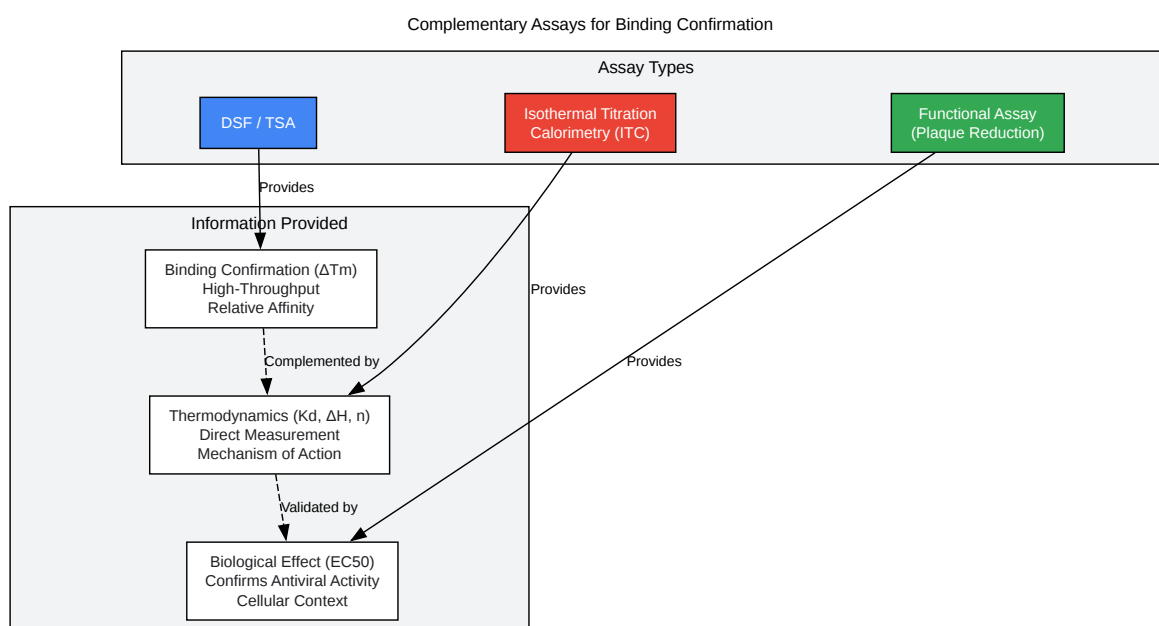 Complementary Assays for Binding Confirmation
Assay Types
DSF / TSA
Isothermal Titration
Calorimetry (ITC)
Functional Assay
(Plaque Reduction)
Provides
Information Provided
Binding Confirmation (ΔTm)
High-Throughput
Relative Affinity
Provides
Complemented by
Provides
Thermodynamics (Kd, ΔH, n)
Direct Measurement
Mechanism of Action
Validated by
Biological Effect (EC50)
Confirms Antiviral Activity
Cellular Context